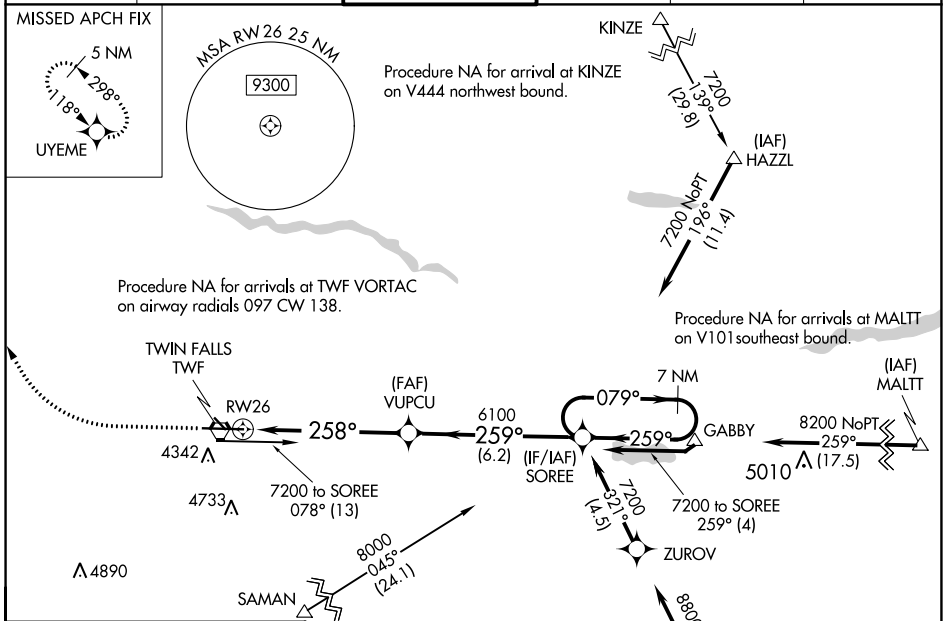 MISSED APCH FIX
5 NM
298°
118°
UYEME
MSA RW26 25 NM
9300
Procedure NA for arrival at KINZE
on V444 northwest bound.
KINZE
7200
139°
(29.8)
(IAF)
HAZZL
7200 NoPT
196°
(11.4)
Procedure NA for arrivals at TWF VORTAC
on airway radials 097 CW 138.
Procedure NA for arrivals at MALTT
on V101southeast bound.
TWIN FALLS
TWF
RW26
4342
258°
(FAF)
VUPCU
6100
259°
(6.2)
(IF/IAF)
SOREE
079°
7 NM
259°
GABBY
(IAF)
MALTT
8200 NoPT
259°
(17.5)
5010
7200 to SOREE
078° (13)
7200 to SOREE
259° (4)
4733
7200
321°
(4.5)
ZUROV
4890
8000
045°
(24.1)
SAMAN
8800